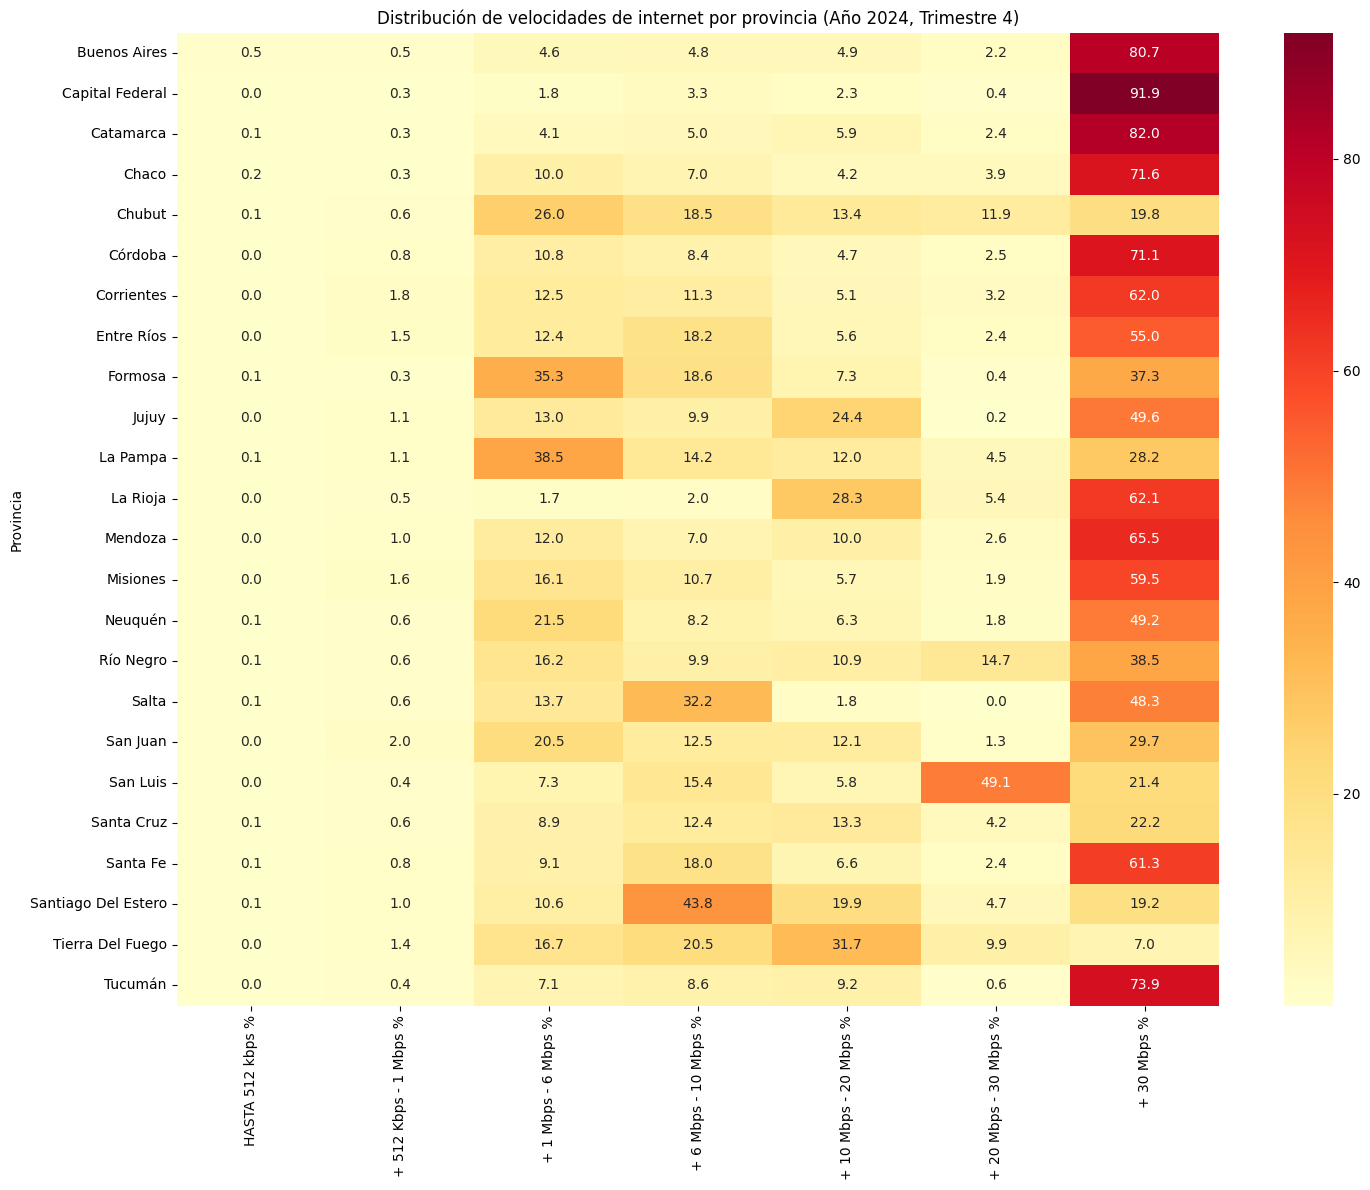 Distribución de velocidades de internet por provincia (Año 2024, Trimestre 4)
Provincia
Buenos Aires 0.5 0.5 4.6 4.8 4.9 2.2 80.7
Capital Federal 0.0 0.3 1.8 3.3 2.3 0.4 91.9
Catamarca 0.1 0.3 4.1 5.0 5.9 2.4 82.0
Chaco 0.2 0.3 10.0 7.0 4.2 3.9 71.6
Chubut 0.1 0.6 26.0 18.5 13.4 11.9 19.8
Córdoba 0.0 0.8 10.8 8.4 4.7 2.5 71.1
Corrientes 0.0 1.8 12.5 11.3 5.1 3.2 62.0
Entre Ríos 0.0 1.5 12.4 18.2 5.6 2.4 55.0
Formosa 0.1 0.3 35.3 18.6 7.3 0.4 37.3
Jujuy 0.0 1.1 13.0 9.9 24.4 0.2 49.6
La Pampa 0.1 1.1 38.5 14.2 12.0 4.5 28.2
La Rioja 0.0 0.5 1.7 2.0 28.3 5.4 62.1
Mendoza 0.0 1.0 12.0 7.0 10.0 2.6 65.5
Misiones 0.0 1.6 16.1 10.7 5.7 1.9 59.5
Neuquén 0.1 0.6 21.5 8.2 6.3 1.8 49.2
Río Negro 0.1 0.6 16.2 9.9 10.9 14.7 38.5
Salta 0.1 0.6 13.7 32.2 1.8 0.0 48.3
San Juan 0.0 2.0 20.5 12.5 12.1 1.3 29.7
San Luis 0.0 0.4 7.3 15.4 5.8 49.1 21.4
Santa Cruz 0.1 0.6 8.9 12.4 13.3 4.2 22.2
Santa Fe 0.1 0.8 9.1 18.0 6.6 2.4 61.3
Santiago Del Estero 0.1 1.0 10.6 43.8 19.9 4.7 19.2
Tierra Del Fuego 0.0 1.4 16.7 20.5 31.7 9.9 7.0
Tucumán 0.0 0.4 7.1 8.6 9.2 0.6 73.9
HASTA 512 kbps %
+ 512 Kbps - 1 Mbps %
+ 1 Mbps - 6 Mbps %
+ 6 Mbps - 10 Mbps %
+ 10 Mbps - 20 Mbps %
+ 20 Mbps - 30 Mbps %
+ 30 Mbps %
80
60
40
20